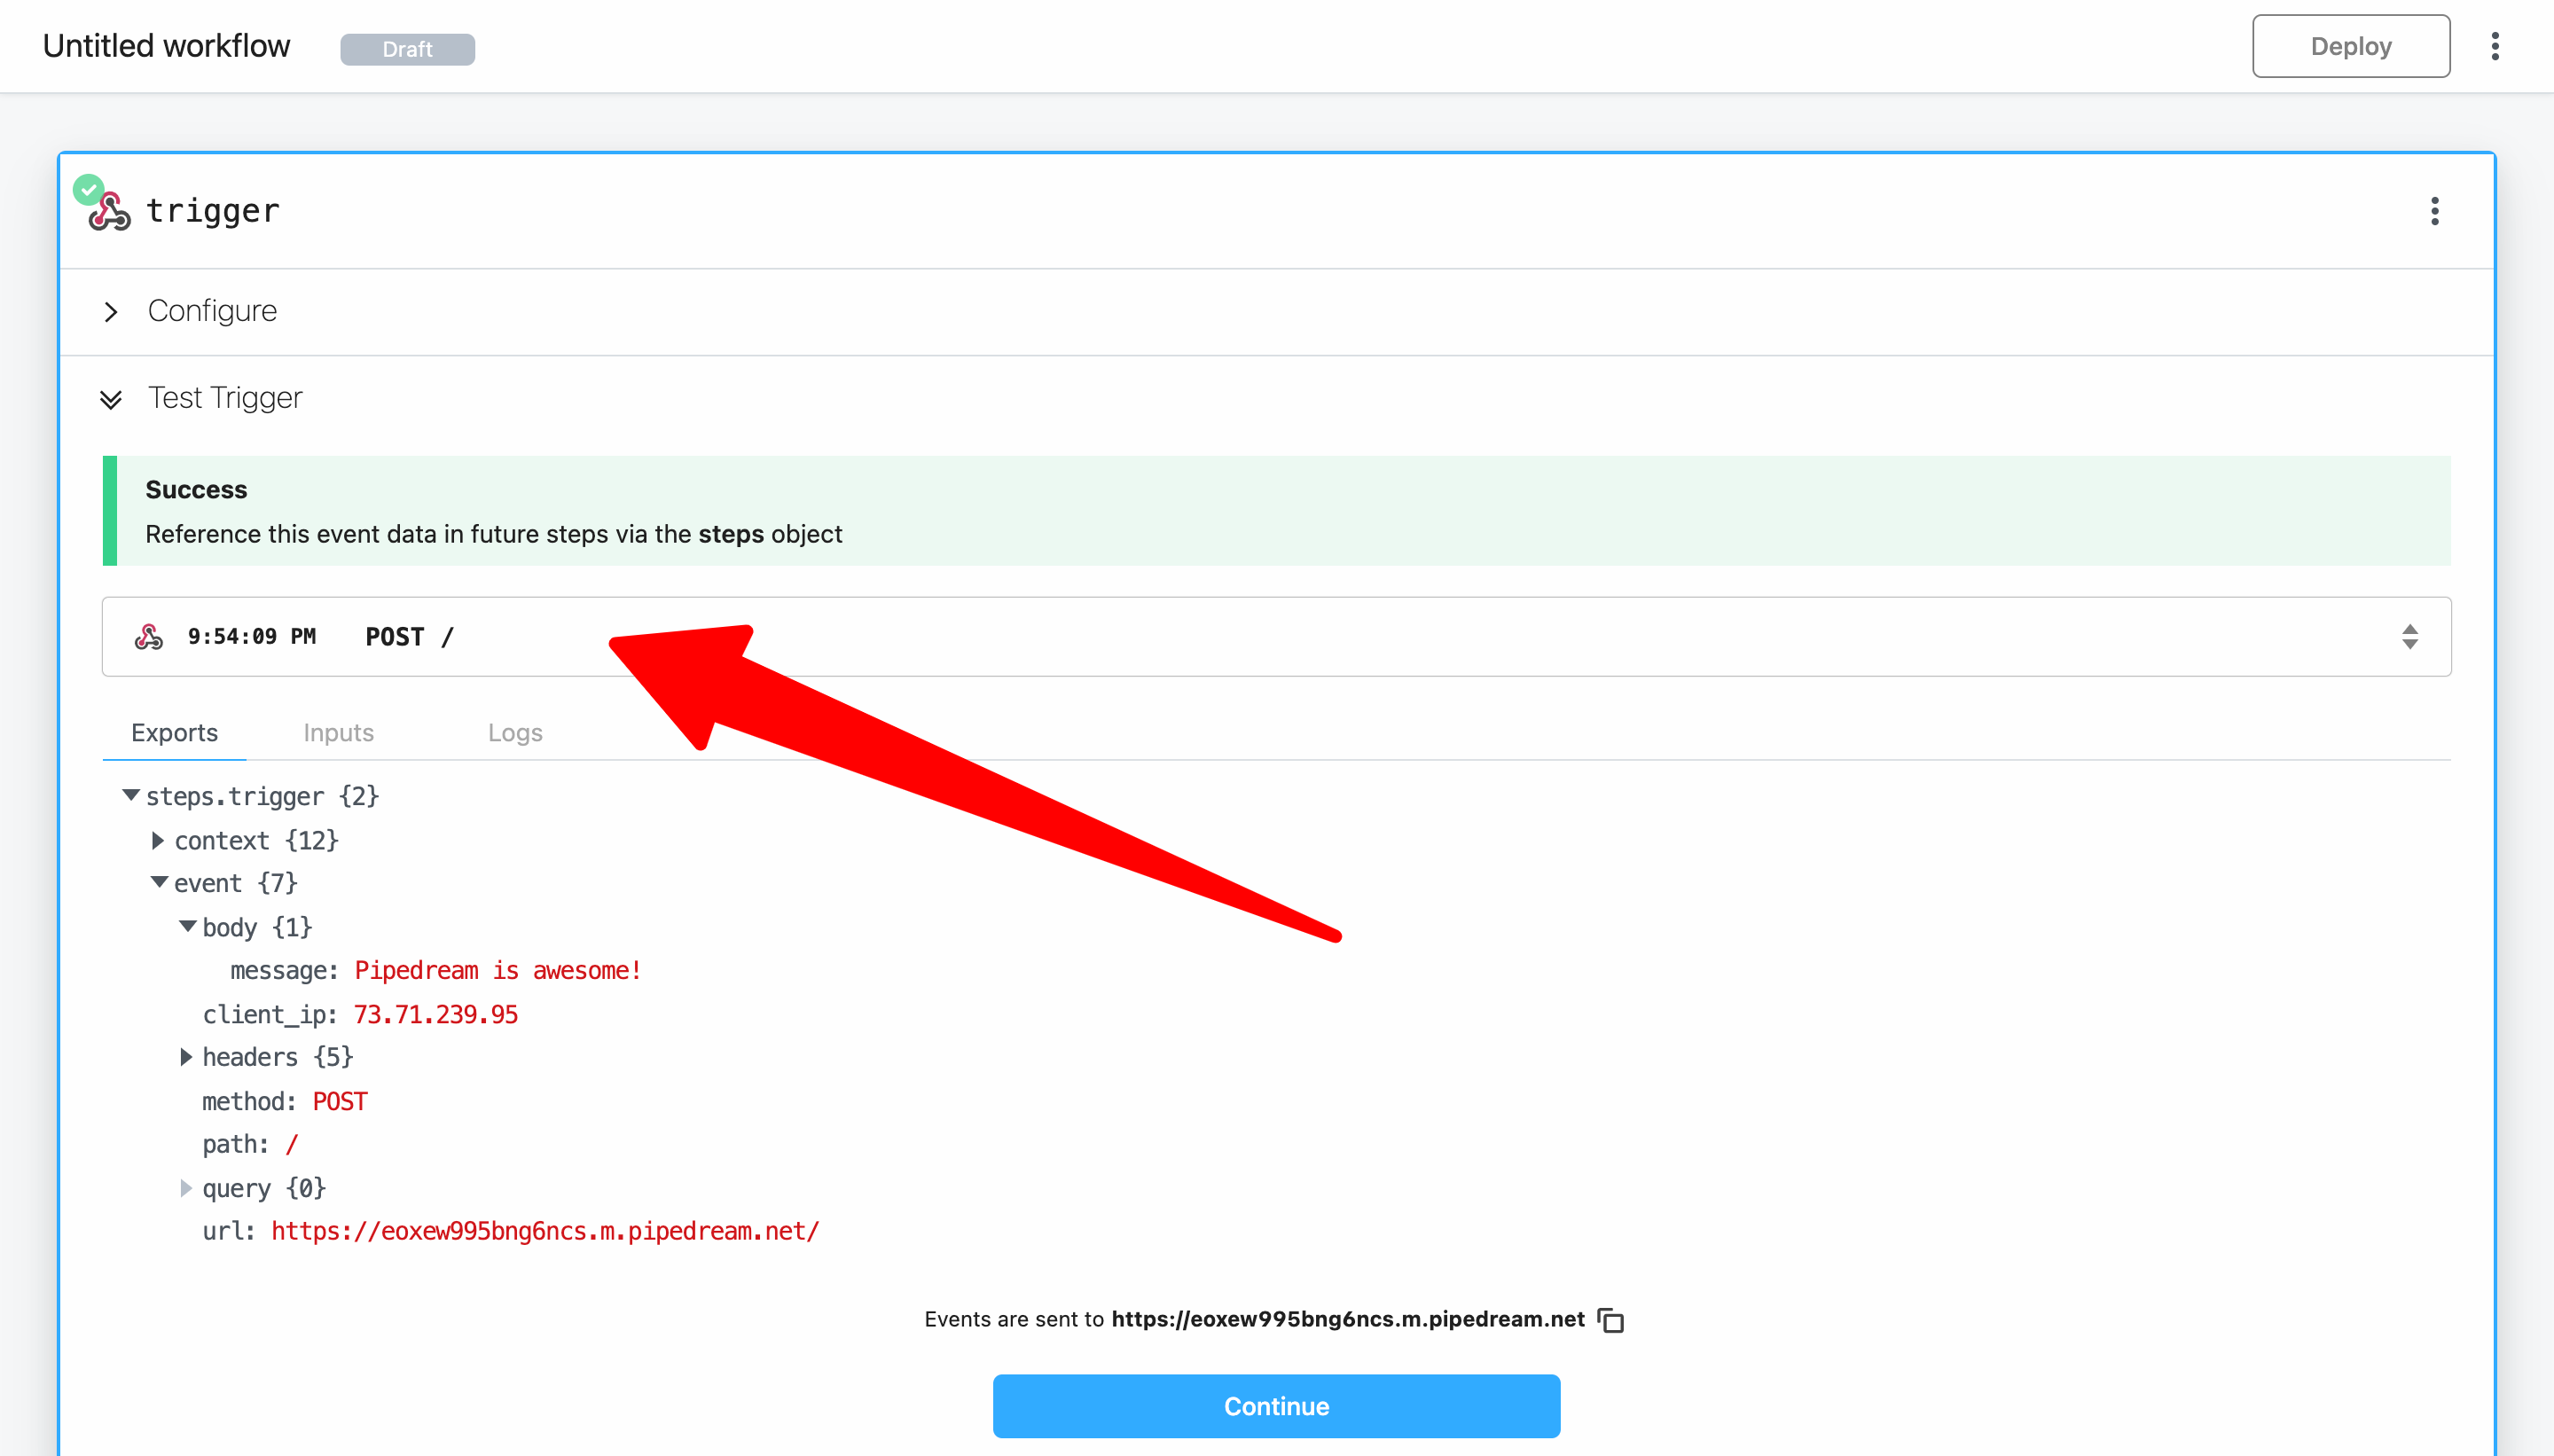 Untitled workflow
Draft
Deploy
trigger
Configure
Test Trigger
Success
Reference this event data in future steps via the steps object
9:54:09 PM POST /
Exports Inputs Logs
steps.trigger {2}
context {12}
event {7}
body {1}
message: Pipedream is awesome!
client_ip: 73.71.239.95
headers {5}
method: POST
path: /
query {0}
url: https://eoxew995bng6ncs.m.pipedream.net/
Events are sent to https://eoxew995bng6ncs.m.pipedream.net
Continue